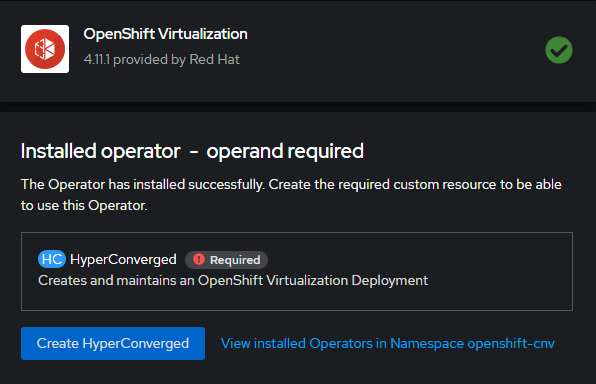 OpenShift Virtualization
4.11.1 provided by Red Hat
Installed operator - operand required
The Operator has installed successfully. Create the required custom resource to be able
to use this Operator.
HC HyperConverged Required
Creates and maintains an OpenShift Virtualization Deployment
Create HyperConverged View installed Operators in Namespace openshift-cnv